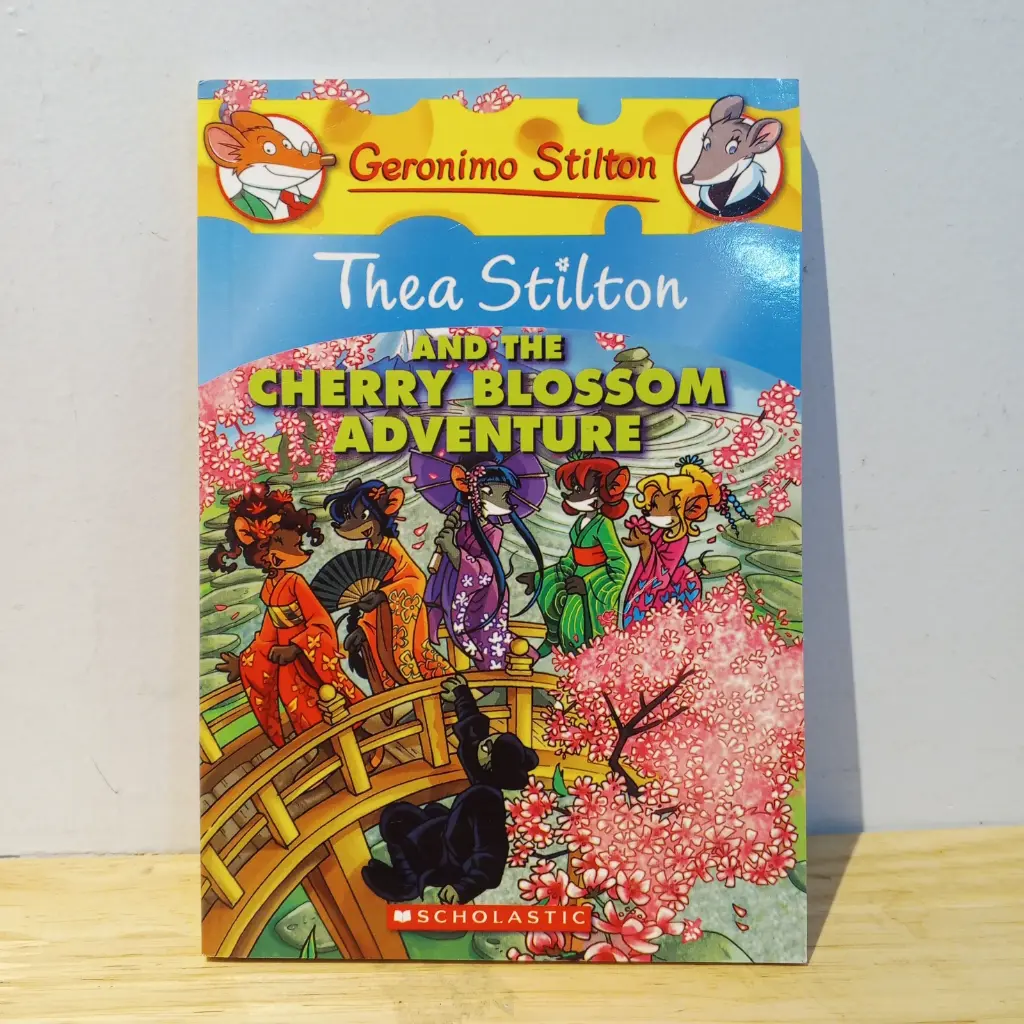 Geronimo Stilton
Thea Stilton
AND THE
CHERRY BLOSSOM
ADVENTURE
SCHOLASTIC